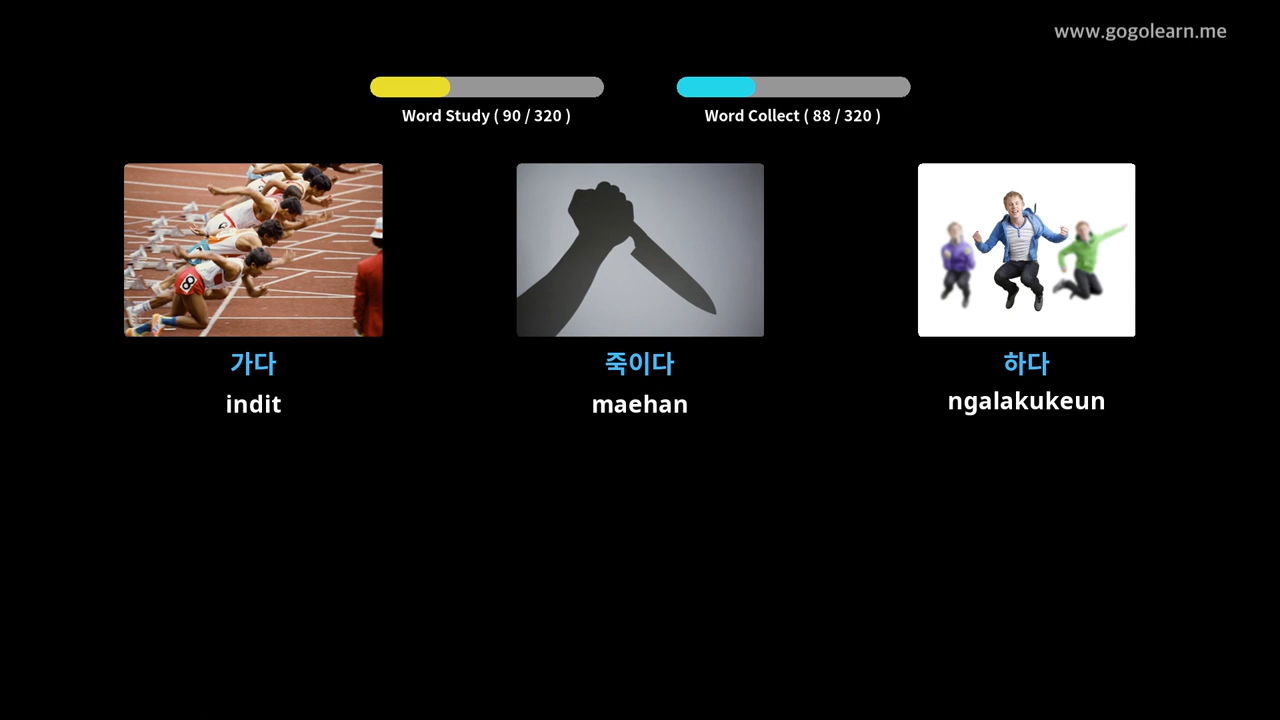 www.gogolearn.me
Word Study ( 90 / 320 )
Word Collect ( 88 / 320 )
8
가다
죽이다
하다
indit
maehan
ngalakukeun